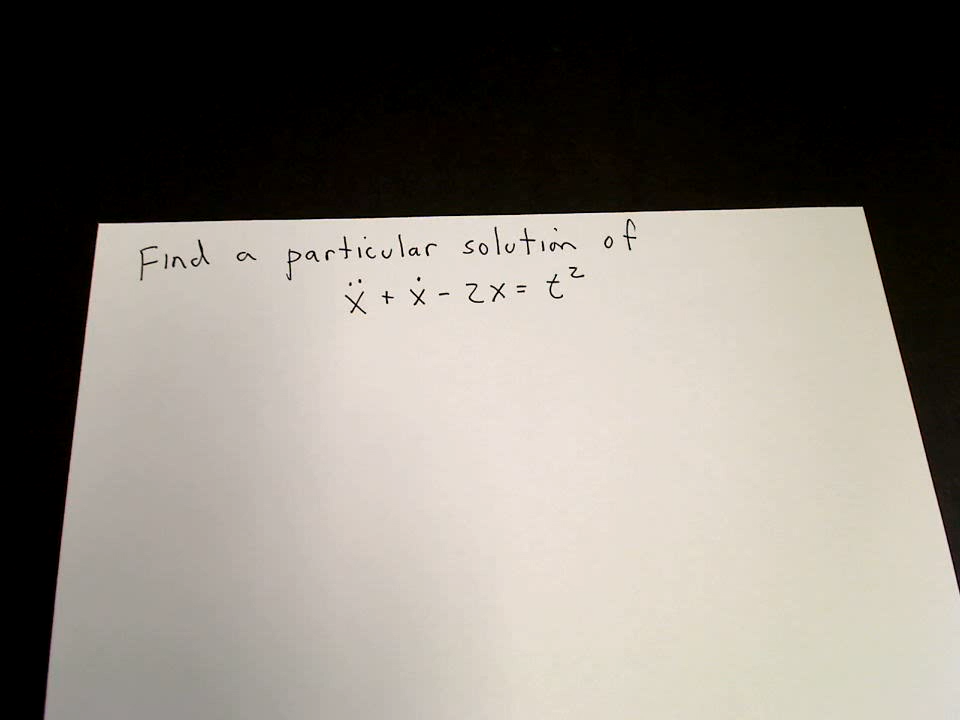 Find a particular solution of
ẍ + ẋ - 2x = t²